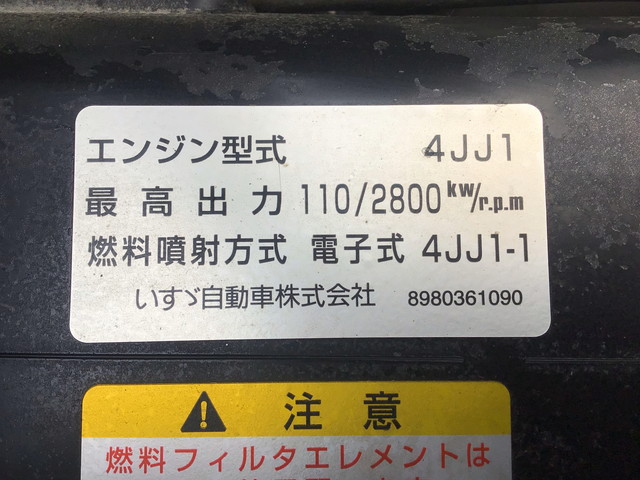 エンジン型式 4JJ1
最高出力 110/2800 kw/r.p.m
燃料噴射方式 電子式 4JJ1-1
いすゞ自動車株式会社 8980361090
注意
燃料フィルタエレメントは